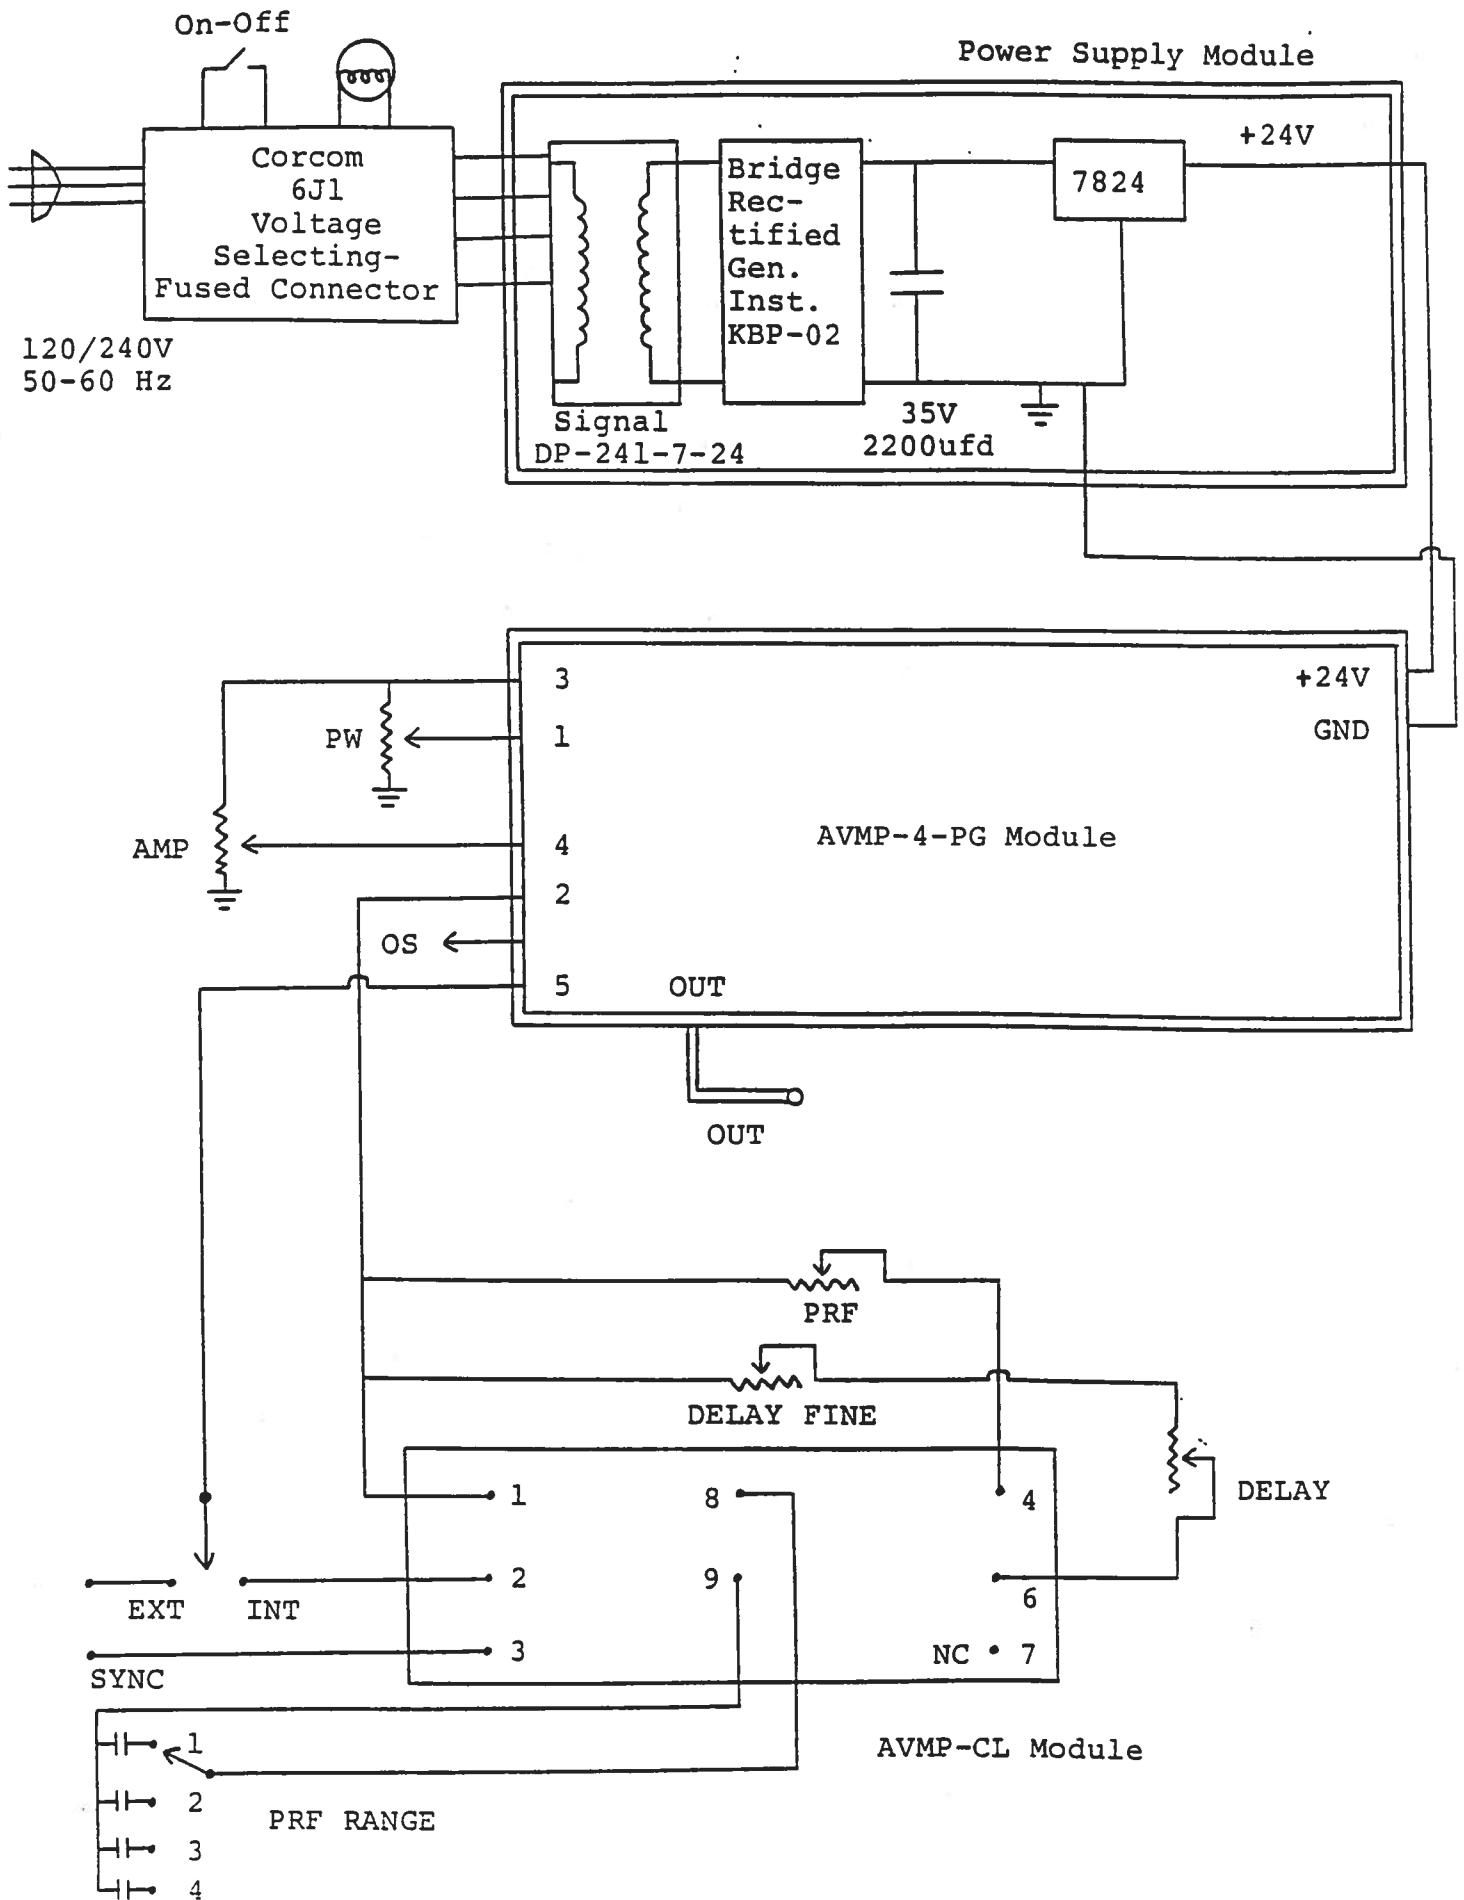 On-Off
Power Supply Module
Corcom
6J1
Voltage
Selecting-
Fused Connector
120/240V
50-60 Hz
Bridge
Rec-
tified
Gen.
Inst.
KBP-02
7824
+24V
35V
2200ufd
Signal
DP-241-7-24
3
+24V
PW
1
GND
AMP
4
AVMP-4-PG Module
2
OS
5
OUT
OUT
PRF
DELAY FINE
DELAY
1
8
4
2
9
6
EXT
INT
3
NC
7
SYNC
1
AVMP-CL Module
2
PRF RANGE
3
4